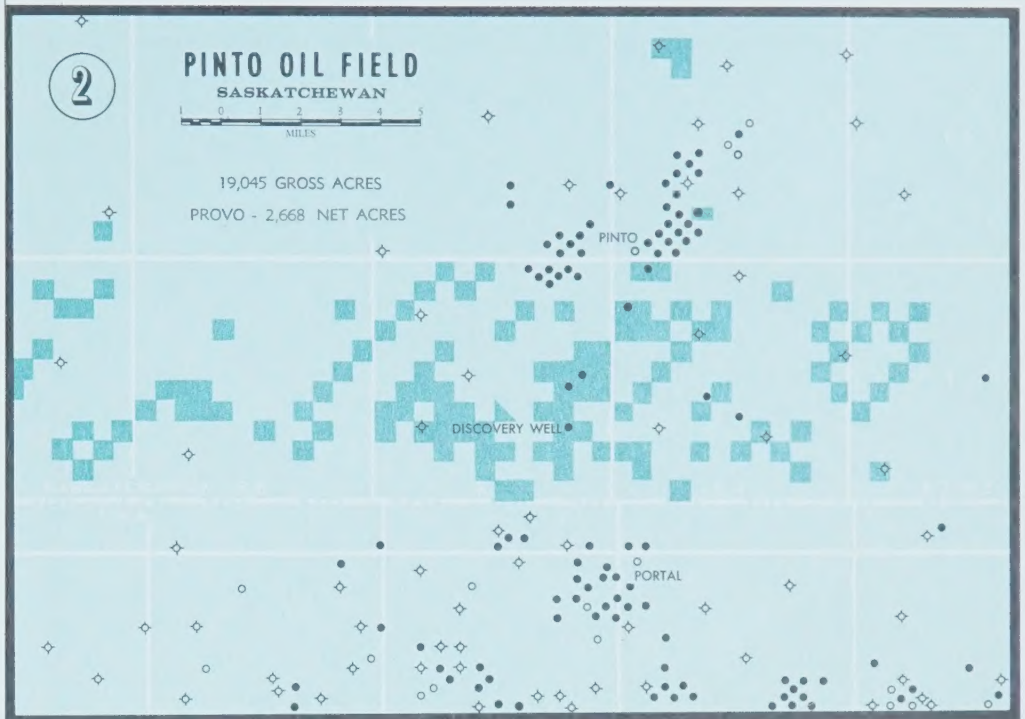 2
PINTO OIL FIELD
SASKATCHEWAN
1 0 1 2 3 4 5
MILES
19,045 GROSS ACRES
PROVO - 2,668 NET ACRES
PINTO
DISCOVERY WELL
PORTAL